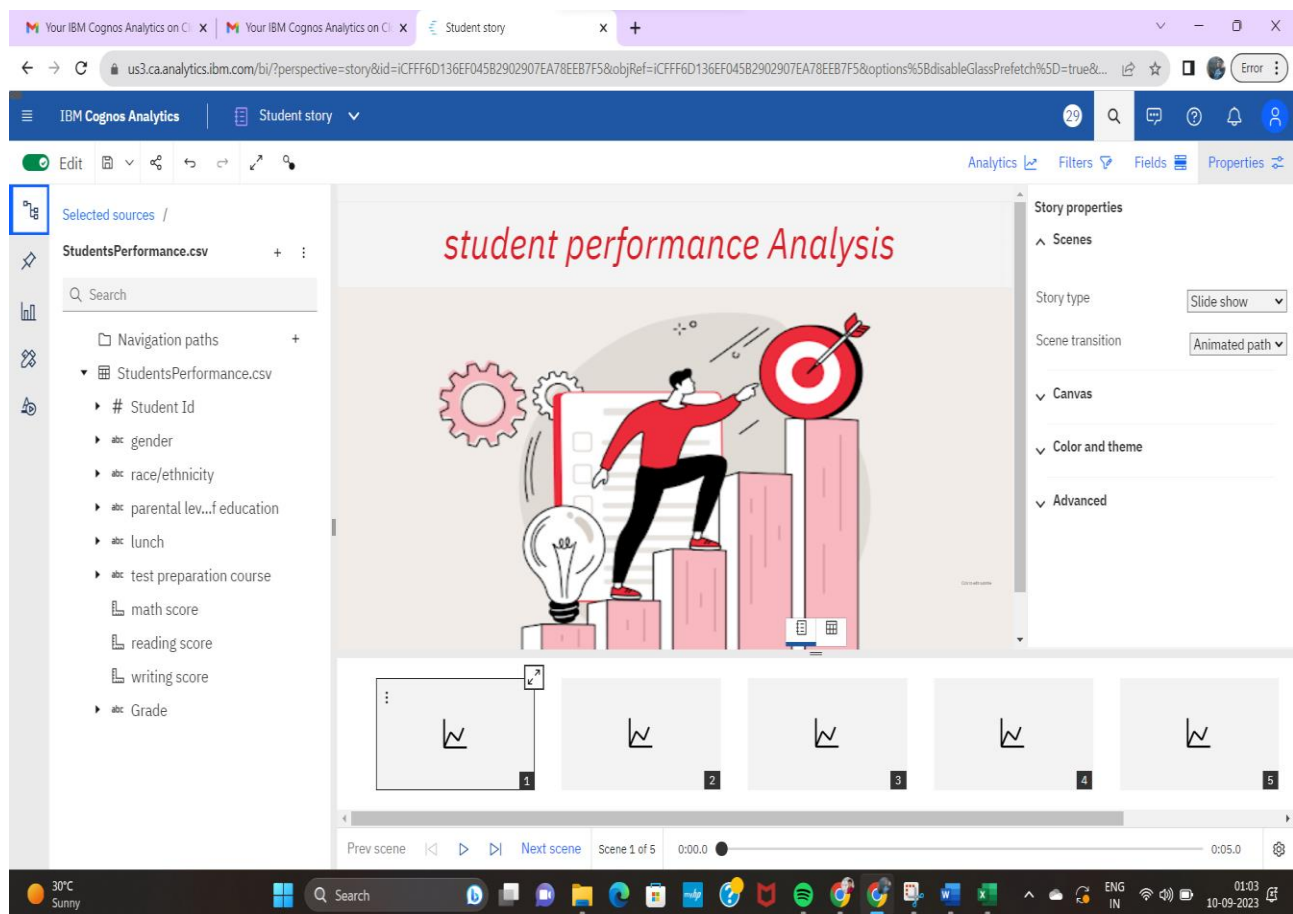 Your IBM Cognos Analytics on Cl X
Your IBM Cognos Analytics on Cl X
Student story X +
us3.ca.analytics.ibm.com/bi/?perspective=story&id=iCFFF6D136EF045B2902907EA78EEB7F5&objRef=iCFFF6D136EF045B2902907EA78EEB7F5&options%5BdisableGlassPrefetch%5D=true&... Error
IBM Cognos Analytics Student story 29
Edit Analytics Filters Fields Properties
Selected sources /
StudentsPerformance.csv + :
Search
Navigation paths +
StudentsPerformance.csv
# Student Id
abc gender
abc race/ethnicity
abc parental lev...f education
abc lunch
abc test preparation course
math score
reading score
writing score
abc Grade
student performance Analysis
Story properties
Scenes
Story type Slide show
Scene transition Animated path
Canvas
Color and theme
Advanced
1 2 3 4 5
Prev scene Next scene Scene 1 of 5 0:00.0 0:05.0
30°C
Sunny
Search
ENG
IN
01:03
10-09-2023